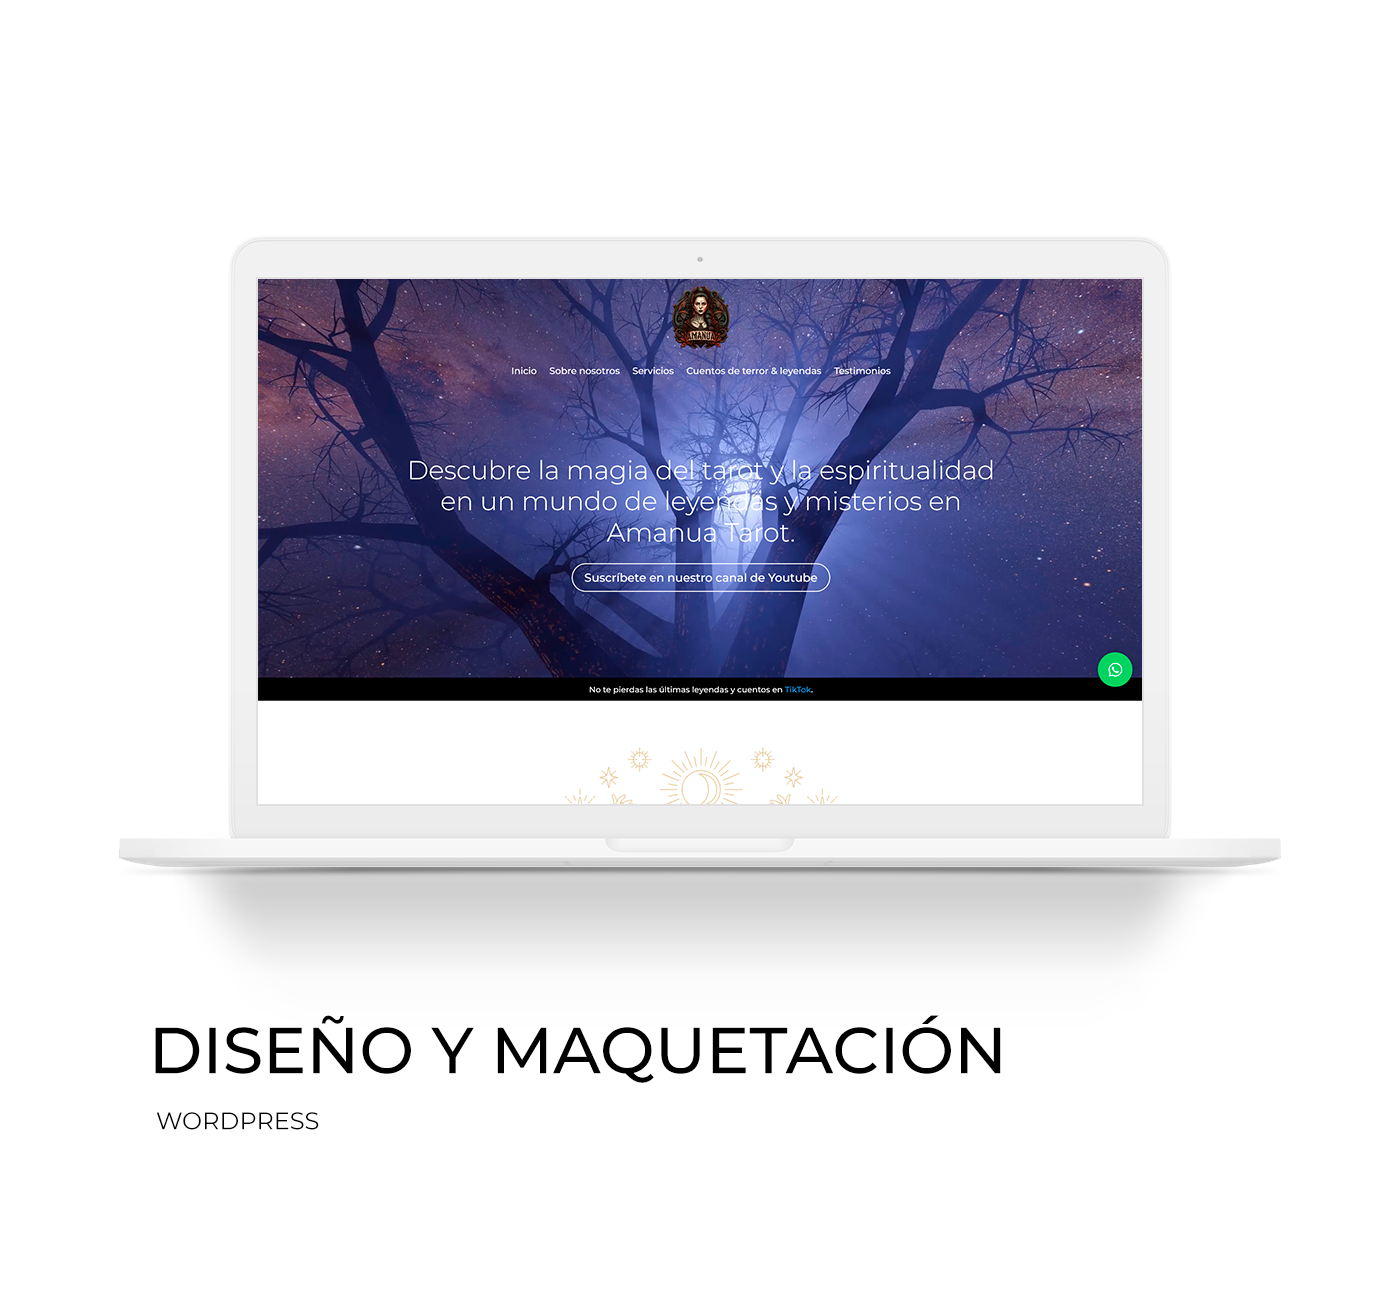 AMANUA
Inicio Sobre nosotros Servicios Cuentos de terror & leyendas Testimonios
Descubre la magia del tarot y la espiritualidad
en un mundo de leyendas y misterios en
Amanua Tarot.
Suscríbete en nuestro canal de Youtube
No te pierdas las últimas leyendas y cuentos en TikTok.
DISEÑO Y MAQUETACIÓN
WORDPRESS